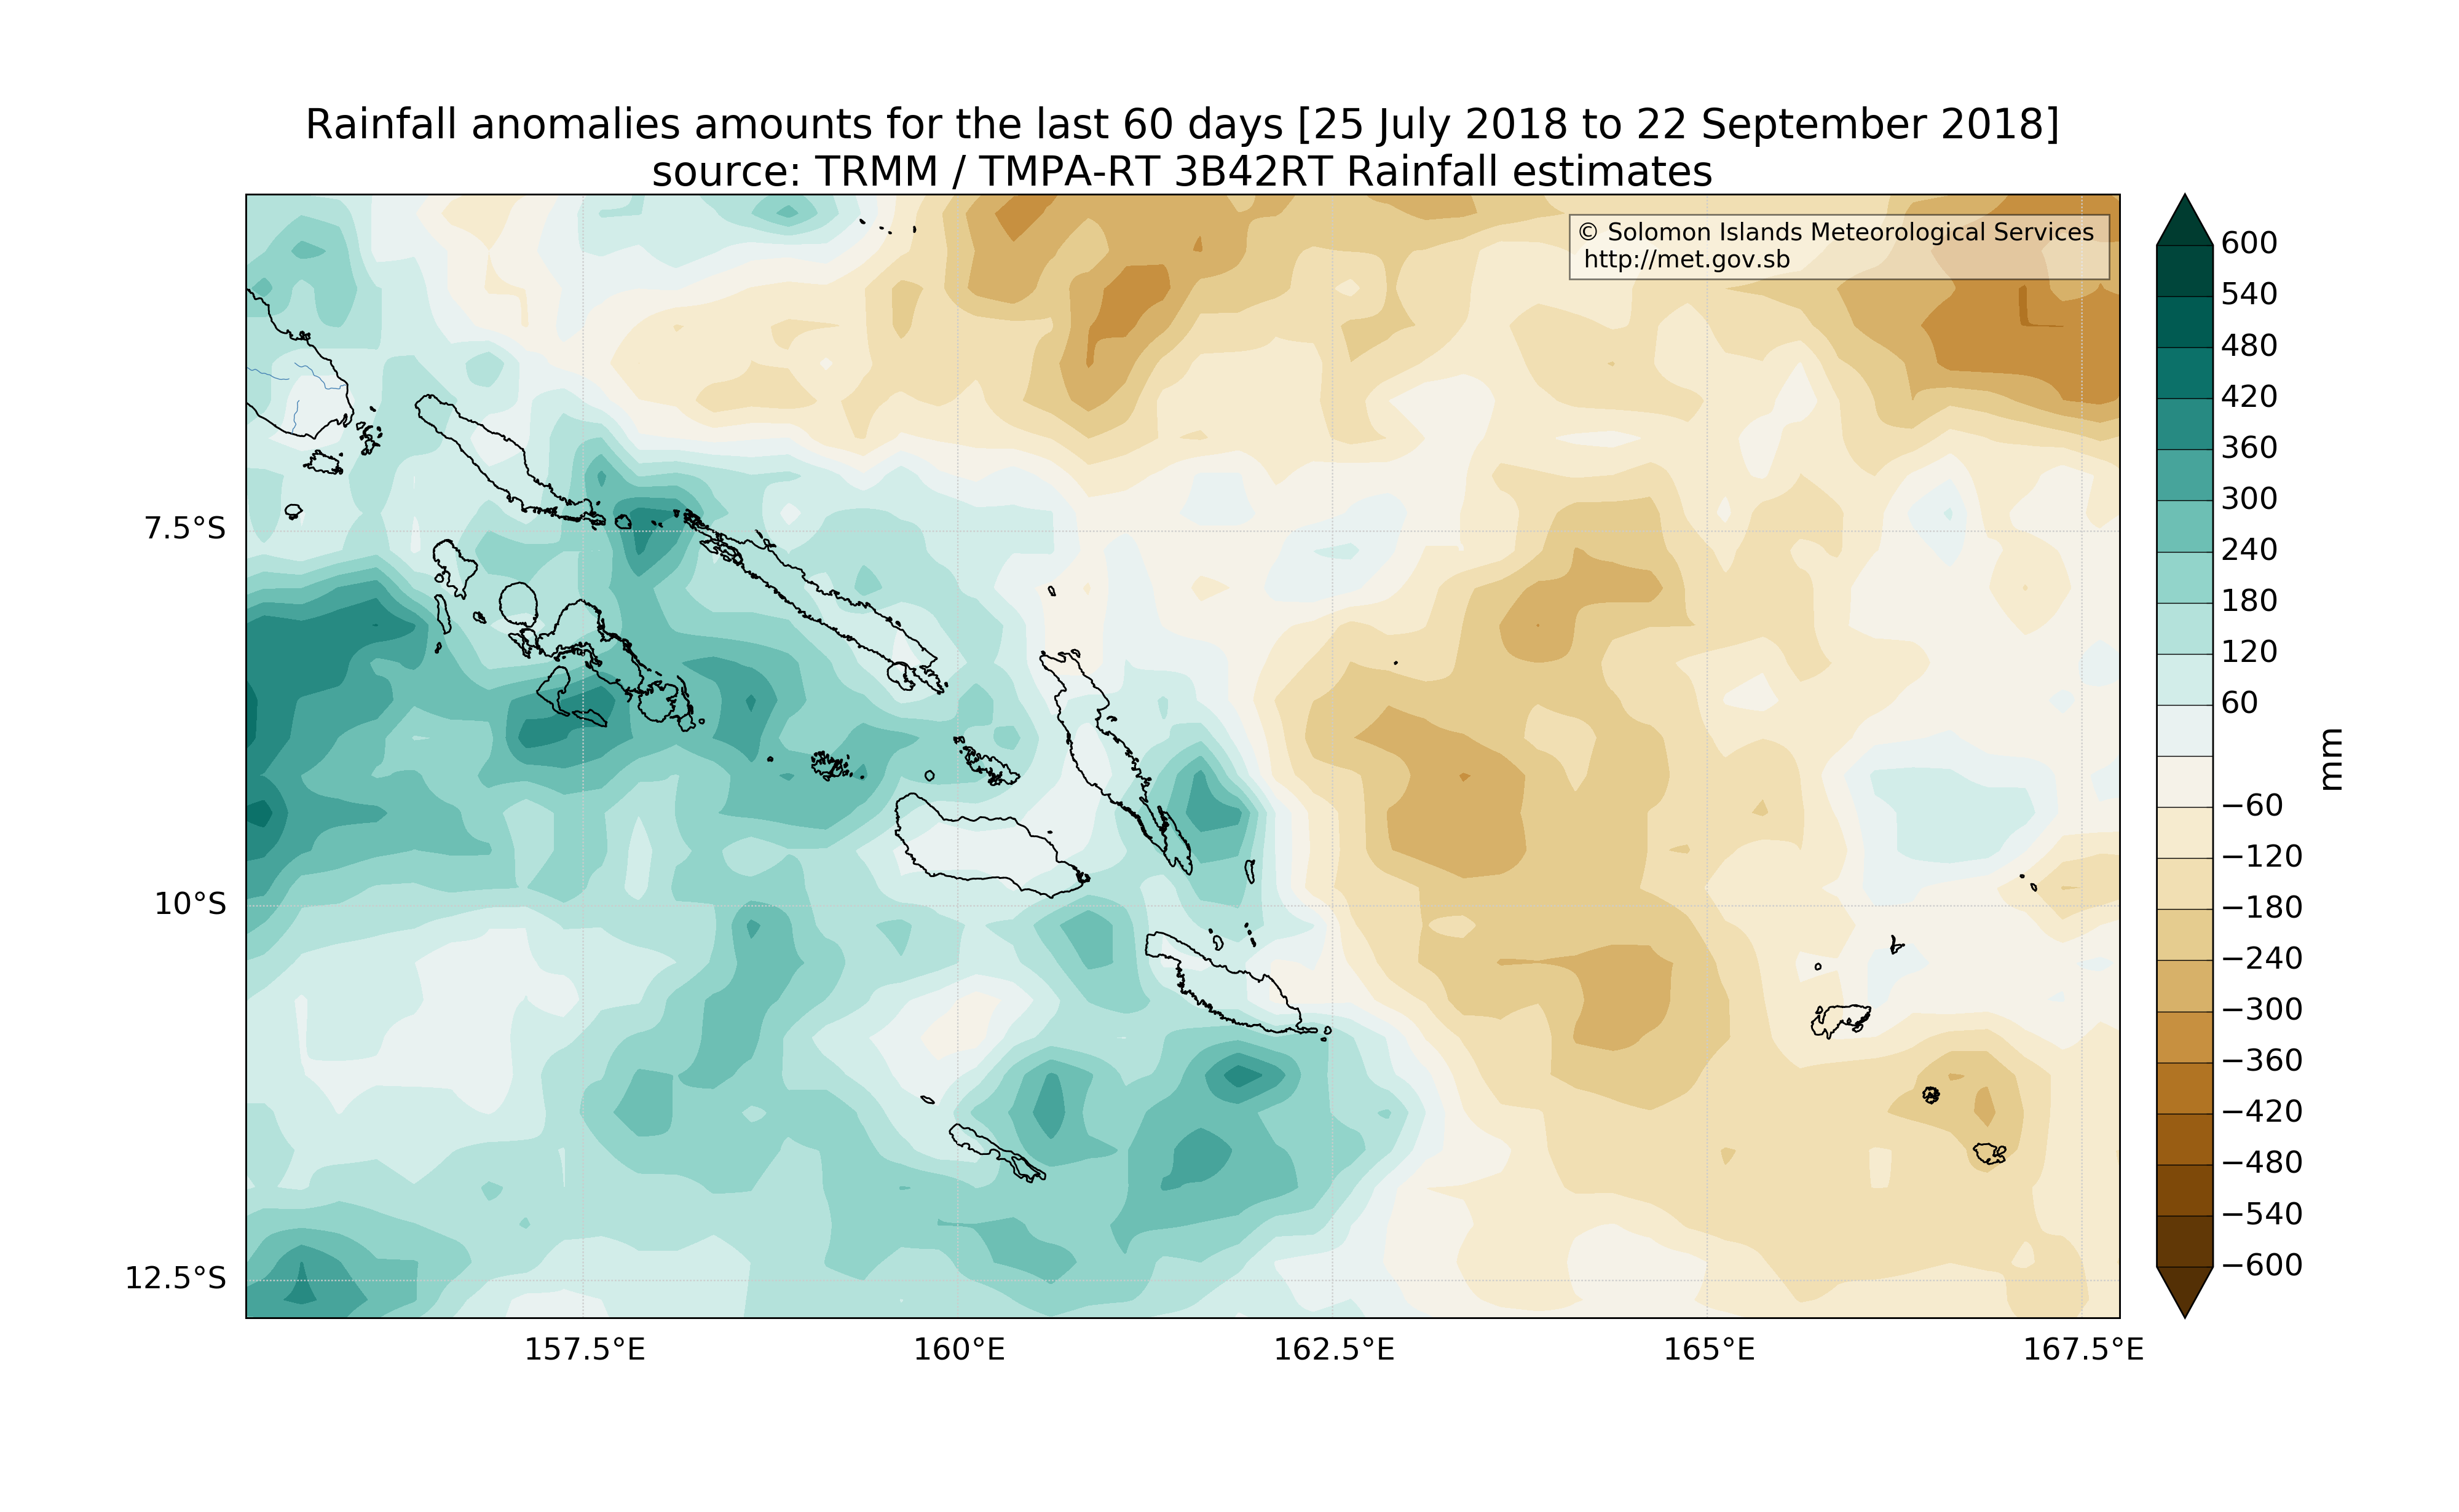 Rainfall anomalies amounts for the last 60 days [25 July 2018 to 22 September 2018]
source: TRMM / TMPA-RT 3B42RT Rainfall estimates
© Solomon Islands Meteorological Services
http://met.gov.sb
7.5°S
10°S
12.5°S
157.5°E
160°E
162.5°E
165°E
167.5°E
600
540
480
420
360
300
240
180
120
60
−60
−120
−180
−240
−300
−360
−420
−480
−540
−600
mm